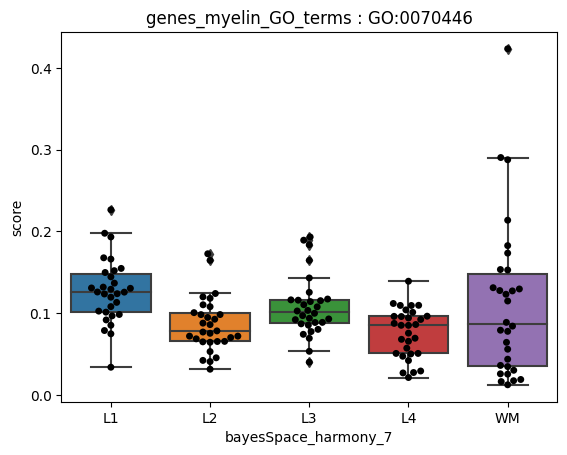 genes_myelin_GO_terms : GO:0070446
0.4
0.3
0.2
0.1
0.0
score
L1 L2 L3 L4 WM
bayesSpace_harmony_7